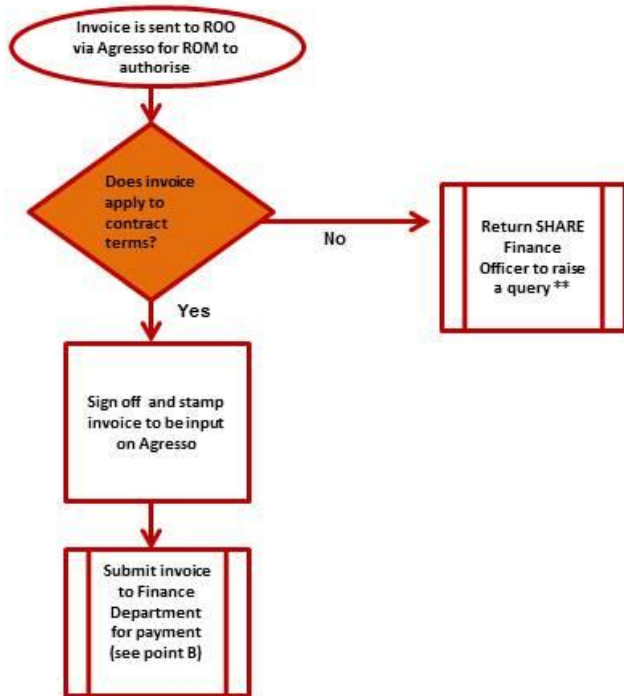 Invoice is sent to ROO
via Agresso for ROM to
authorise
Does invoice
apply to
contract
terms?
No
Return SHARE
Finance
Officer to raise
a query **
Yes
Sign off and stamp
invoice to be input
on Agresso
Submit invoice
to Finance
Department
for payment
(see point B)